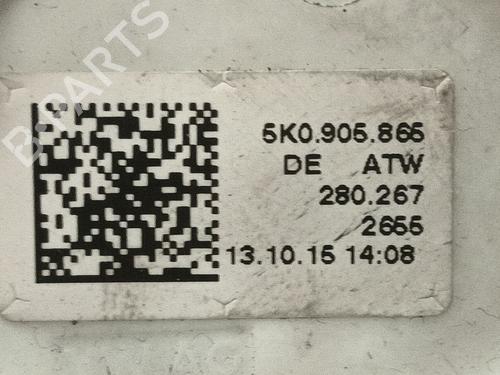 B-PARTS
5K0.905.865
DE ATW
280.267
2655
13.10.15 14:08